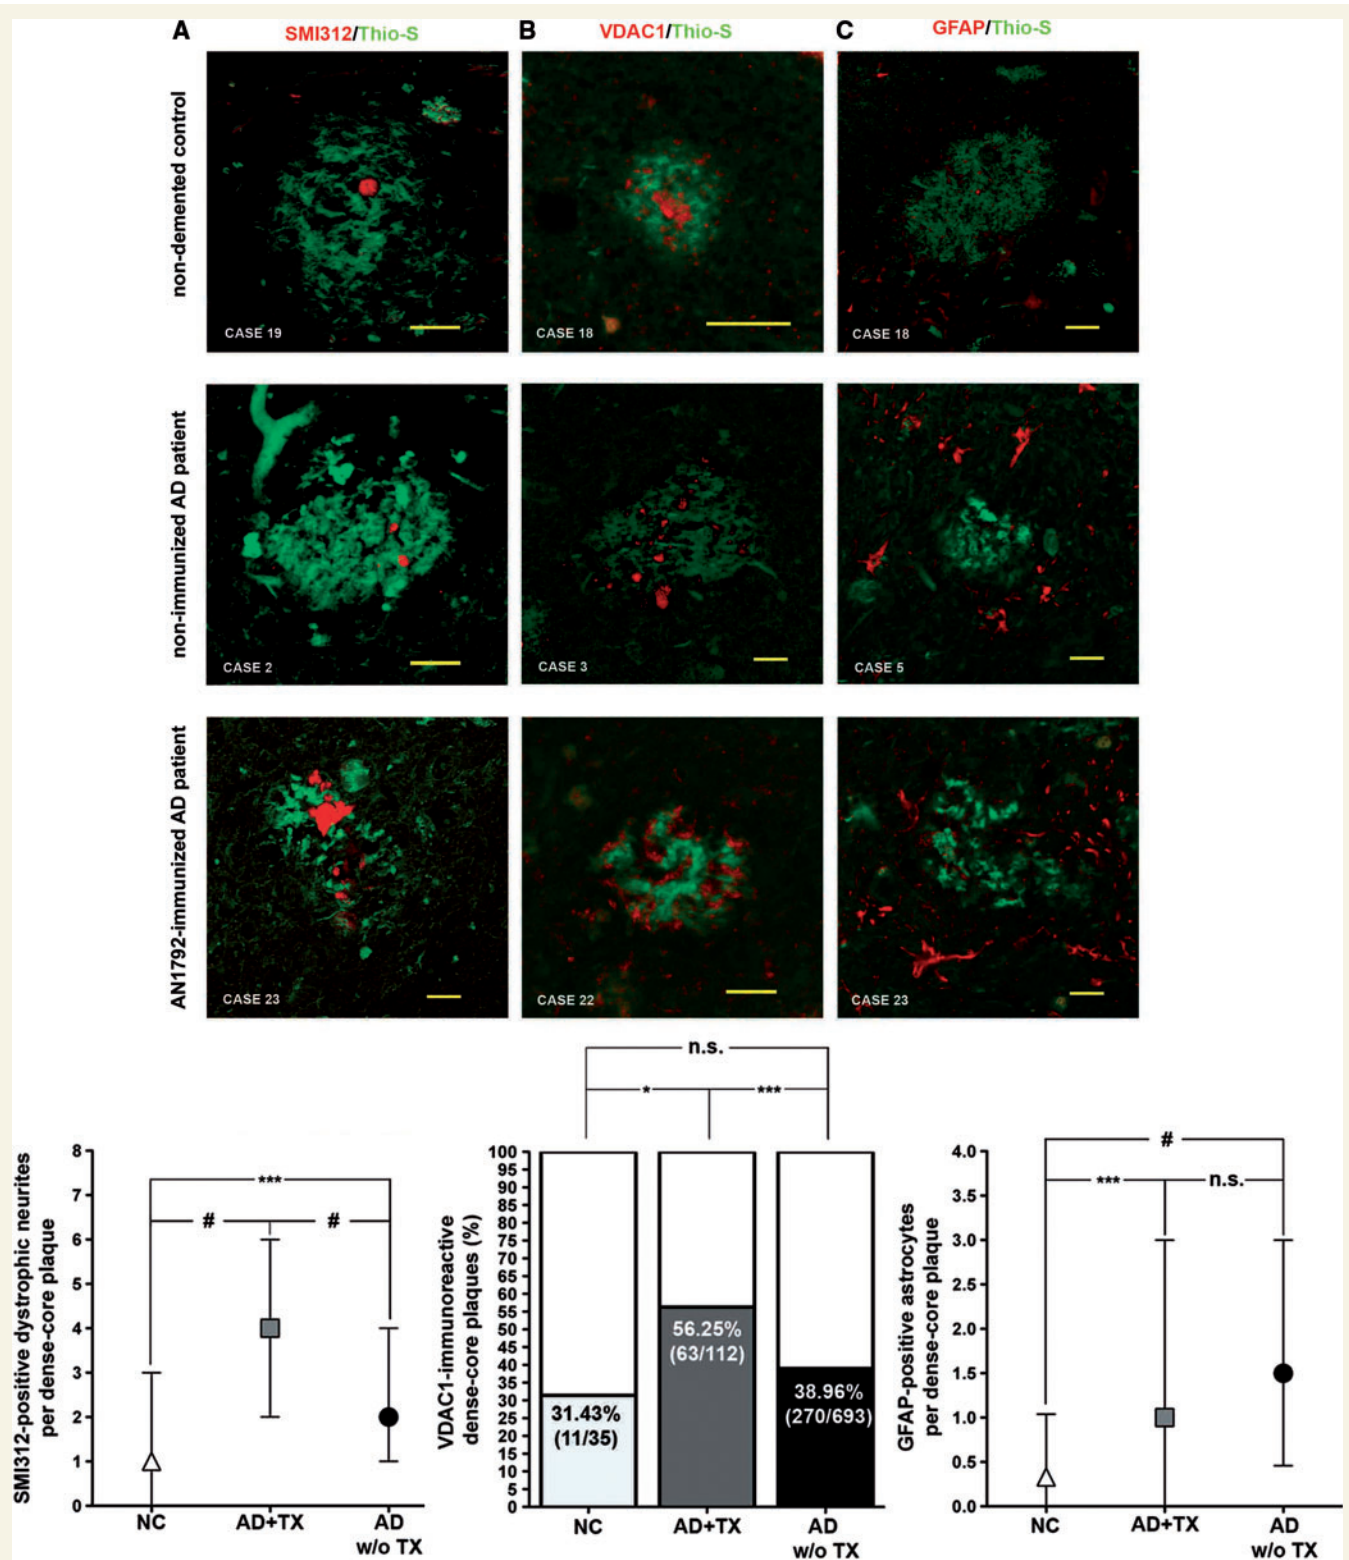 A SMI312/Thio-S B VDAC1/Thio-S C GFAP/Thio-S
non-demented control
CASE 19
CASE 18
CASE 18
non-immunized AD patient
CASE 2
CASE 3
CASE 5
AN1792-immunized AD patient
CASE 23
CASE 22
CASE 23
SMI312-positive dystrophic neurites
per dense-core plaque
8
7
6
5
4
3
2
1
0
***
# #
NC AD+TX AD
w/o TX
VDAC1-immunoreactive
dense-core plaques (%)
n.s.
* ***
100
95
90
85
80
75
70
65
60
55
50
45
40
35
30
25
20
15
10
5
0
31.43%
(11/35)
56.25%
(63/112)
38.96%
(270/693)
NC AD+TX AD
w/o TX
GFAP-positive astrocytes
per dense-core plaque
4.0
3.5
3.0
2.5
2.0
1.5
1.0
0.5
0.0
#
*** n.s.
NC AD+TX AD
w/o TX